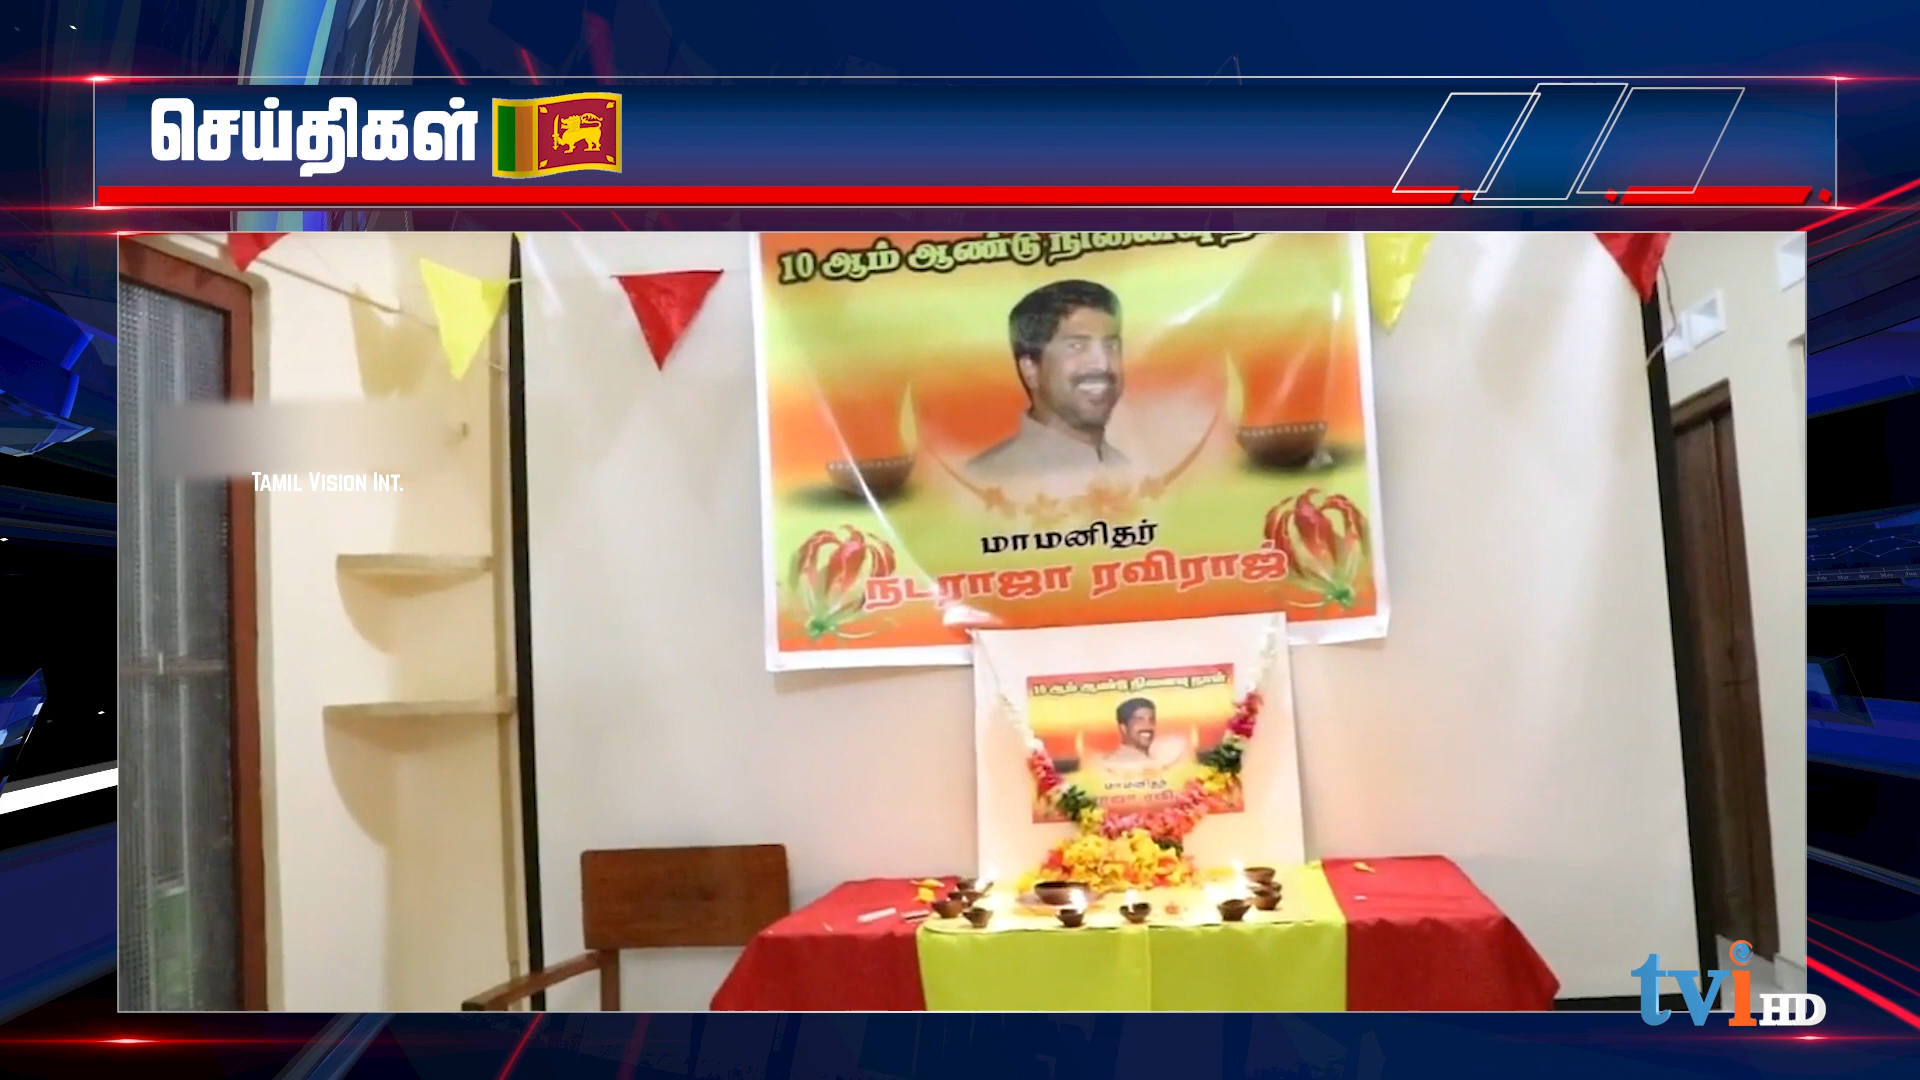 செய்திகள்
10 ஆம் ஆண்டு நினைவு
TAMIL VISION INT.
மாமனிதர்
நடராஜா ரவிராஜ்
10 ஆம் ஆண்டு நினைவு நாள்
மாமனிதர்
tvi HD